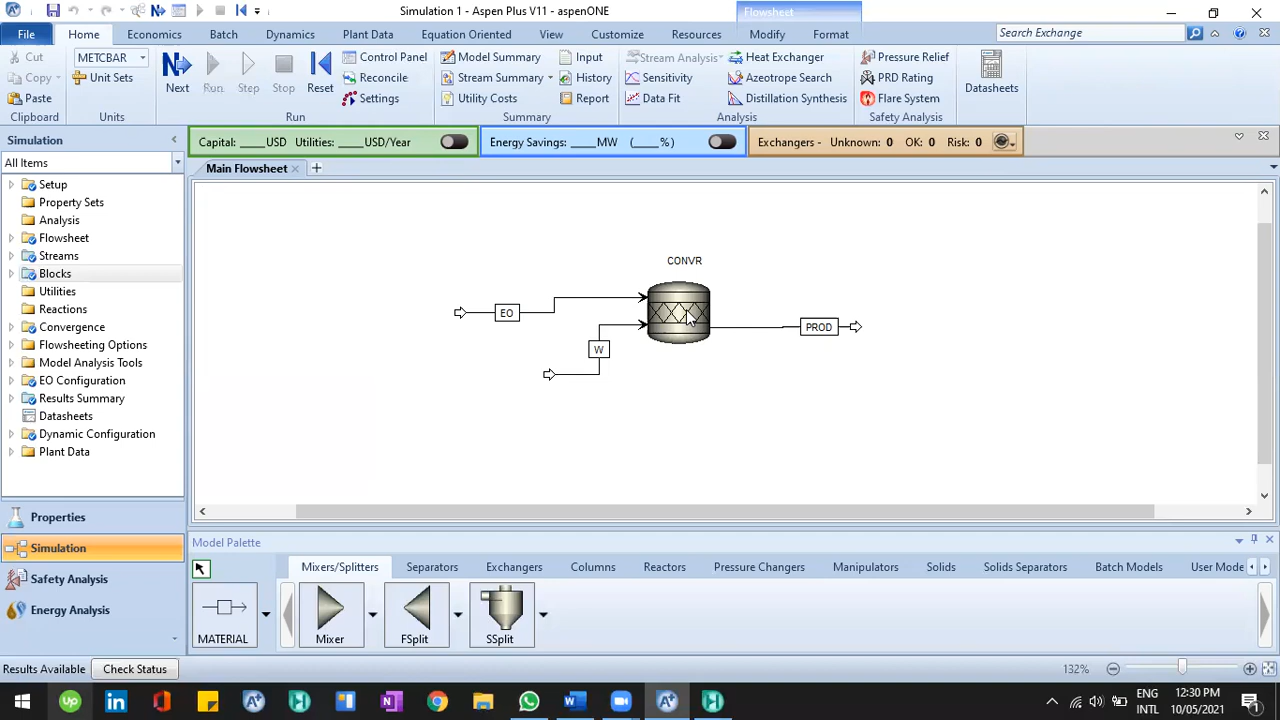 Simulation 1 - Aspen Plus V11 - aspenONE
Flowsheet
File Home Economics Batch Dynamics Plant Data Equation Oriented View Customize Resources Modify Format Search Exchange
Cut
Copy
Paste
Clipboard
METCBAR
Unit Sets
Units
Next
Run
Step
Stop
Reset
Control Panel
Reconcile
Settings
Run
Model Summary
Stream Summary
Utility Costs
Input
History
Report
Summary
Stream Analysis
Sensitivity
Data Fit
Heat Exchanger
Azeotrope Search
Distillation Synthesis
Analysis
Pressure Relief
PRD Rating
Flare System
Safety Analysis
Datasheets
Simulation
All Items
Setup
Property Sets
Analysis
Flowsheet
Streams
Blocks
Utilities
Reactions
Convergence
Flowsheeting Options
Model Analysis Tools
EO Configuration
Results Summary
Datasheets
Dynamic Configuration
Plant Data
Properties
Simulation
Safety Analysis
Energy Analysis
Capital: ____USD Utilities: ____USD/Year
Energy Savings: ____MW (____%)
Exchangers - Unknown: 0 OK: 0 Risk: 0
Main Flowsheet
CONVR
EO
W
PROD
Model Palette
Mixers/Splitters Separators Exchangers Columns Reactors Pressure Changers Manipulators Solids Solids Separators Batch Models User Mode
MATERIAL
Mixer
FSplit
SSplit
Results Available Check Status
132%
ENG
INTL
12:30 PM
10/05/2021